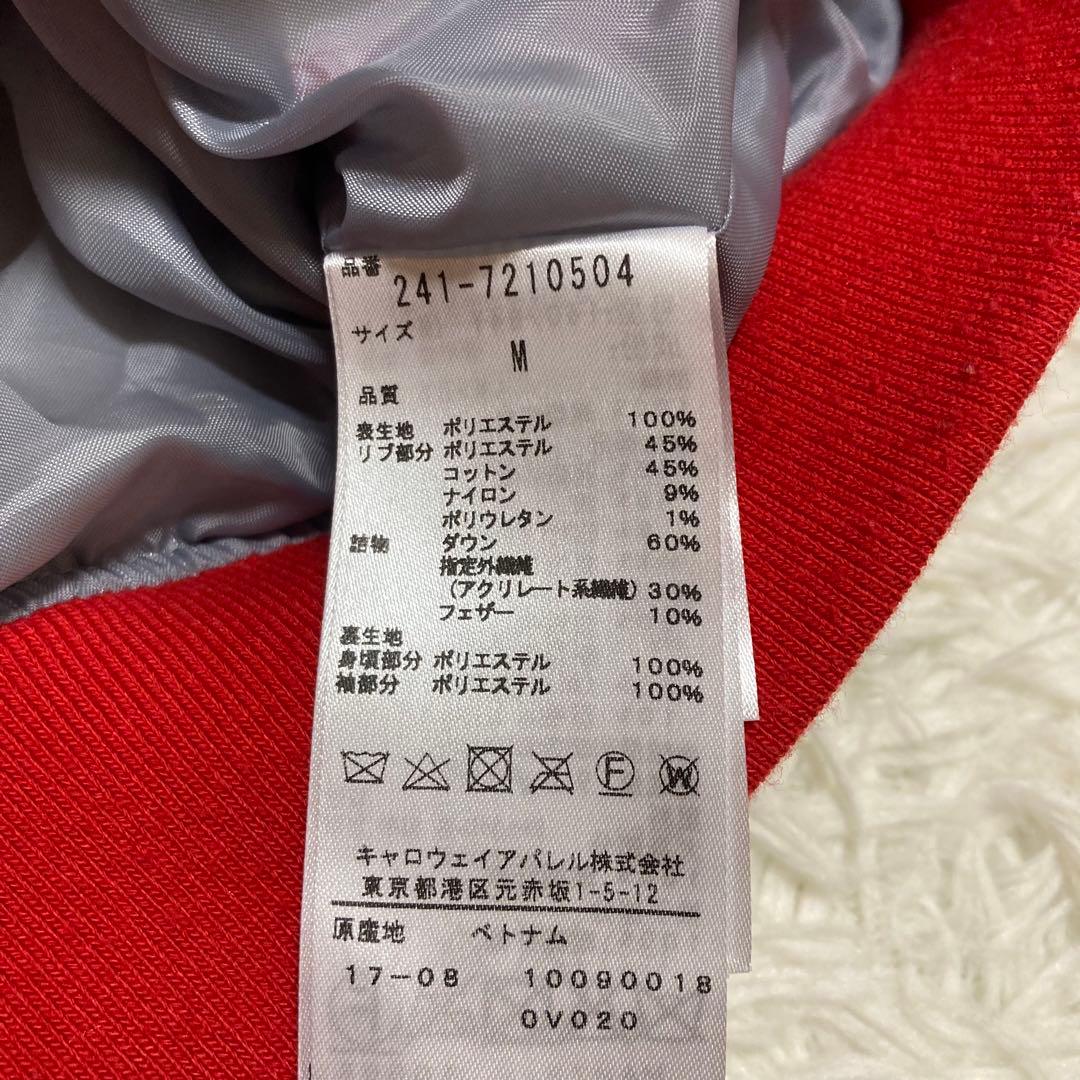 品番 241-7210504
サイズ
M
品質
表生地 ポリエステル 100%
リブ部分 ポリエステル 45%
コットン 45%
ナイロン 9%
ポリウレタン 1%
詰物 ダウン 60%
指定外繊維
(アクリレート系繊維) 30%
フェザー 10%
裏生地
身頃部分 ポリエステル 100%
袖部分 ポリエステル 100%
F W
キャロウェイアパレル株式会社
東京都港区元赤坂1-5-12
原産地 ベトナム
17-08 10090018
0V020